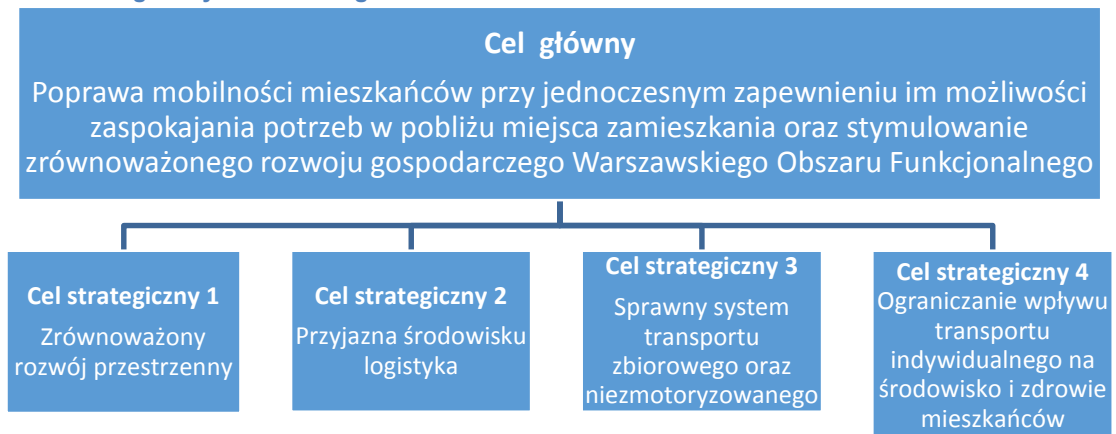 Cel główny
Poprawa mobilności mieszkańców przy jednoczesnym zapewnieniu im możliwości
zaspokajania potrzeb w pobliżu miejsca zamieszkania oraz stymulowanie
zrównoważonego rozwoju gospodarczego Warszawskiego Obszaru Funkcjonalnego
Cel strategiczny 1
Zrównoważony
rozwój przestrzenny
Cel strategiczny 2
Przyjazna środowisku
logistyka
Cel strategiczny 3
Sprawny system
transportu
zbiorowego oraz
niezmotoryzowanego
Cel strategiczny 4
Ograniczanie wpływu
transportu
indywidualnego na
środowisko i zdrowie
mieszkańców